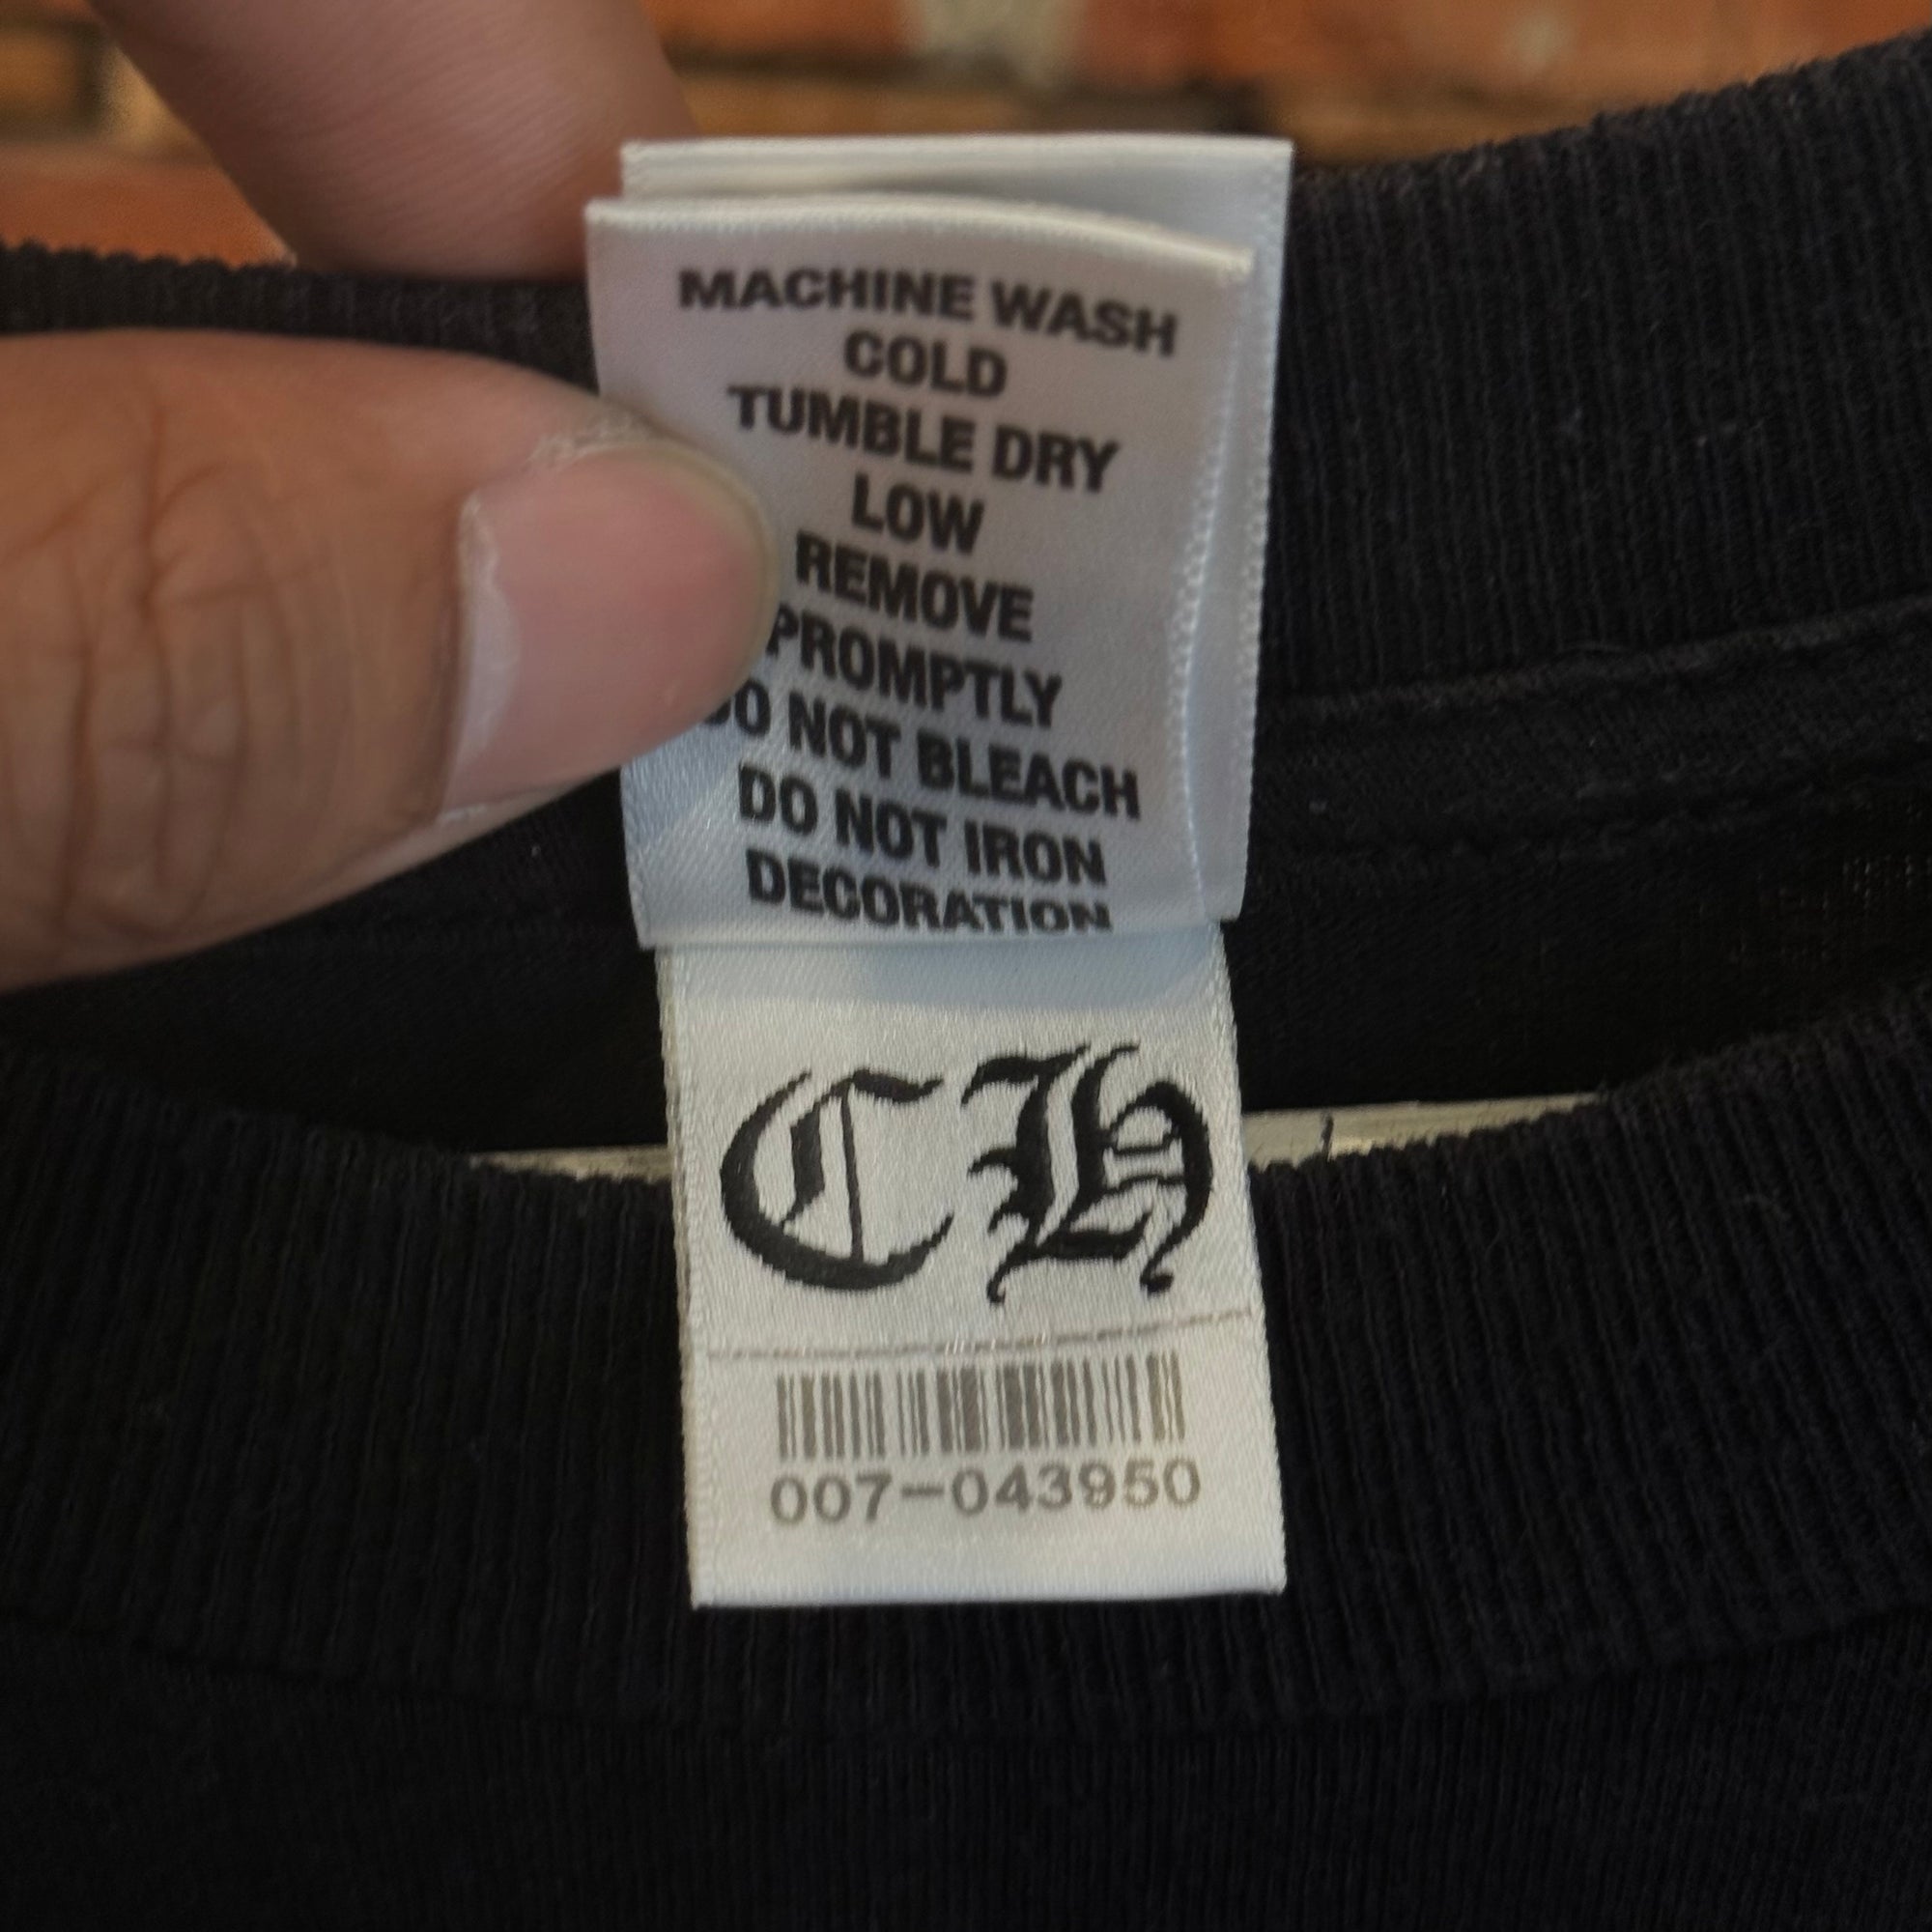 MACHINE WASH
COLD
TUMBLE DRY
LOW
REMOVE
PROMPTLY
DO NOT BLEACH
DO NOT IRON
DECORATION
CH
007-043950